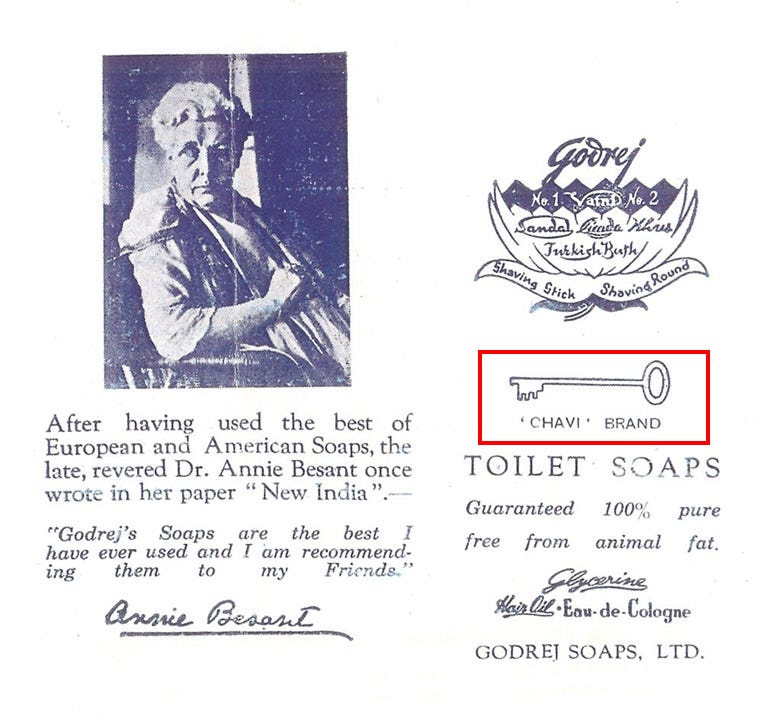 After having used the best of
European and American Soaps, the
late, revered Dr. Annie Besant once
wrote in her paper "New India".—
"Godrej's Soaps are the best I
have ever used and I am recommend-
ing them to my Friends."
Annie Besant
Godrej
No. 1 Vatni No. 2
Sandal Limda Khus
Turkish Bath
Shaving Stick Shaving Round
'CHAVI' BRAND
TOILET SOAPS
Guaranteed 100% pure
free from animal fat.
Glycerine
Hair Oil • Eau-de-Cologne
GODREJ SOAPS, LTD.